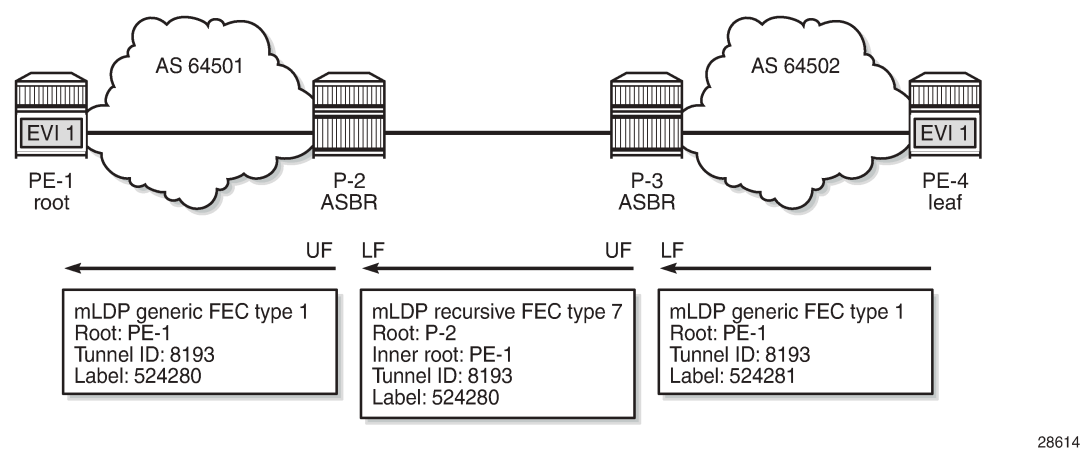 AS 64501
AS 64502
EVI 1
EVI 1
PE-1
root
P-2
ASBR
P-3
ASBR
PE-4
leaf
UF
LF
UF
LF
mLDP generic FEC type 1
Root: PE-1
Tunnel ID: 8193
Label: 524280
mLDP recursive FEC type 7
Root: P-2
Inner root: PE-1
Tunnel ID: 8193
Label: 524280
mLDP generic FEC type 1
Root: PE-1
Tunnel ID: 8193
Label: 524281
28614